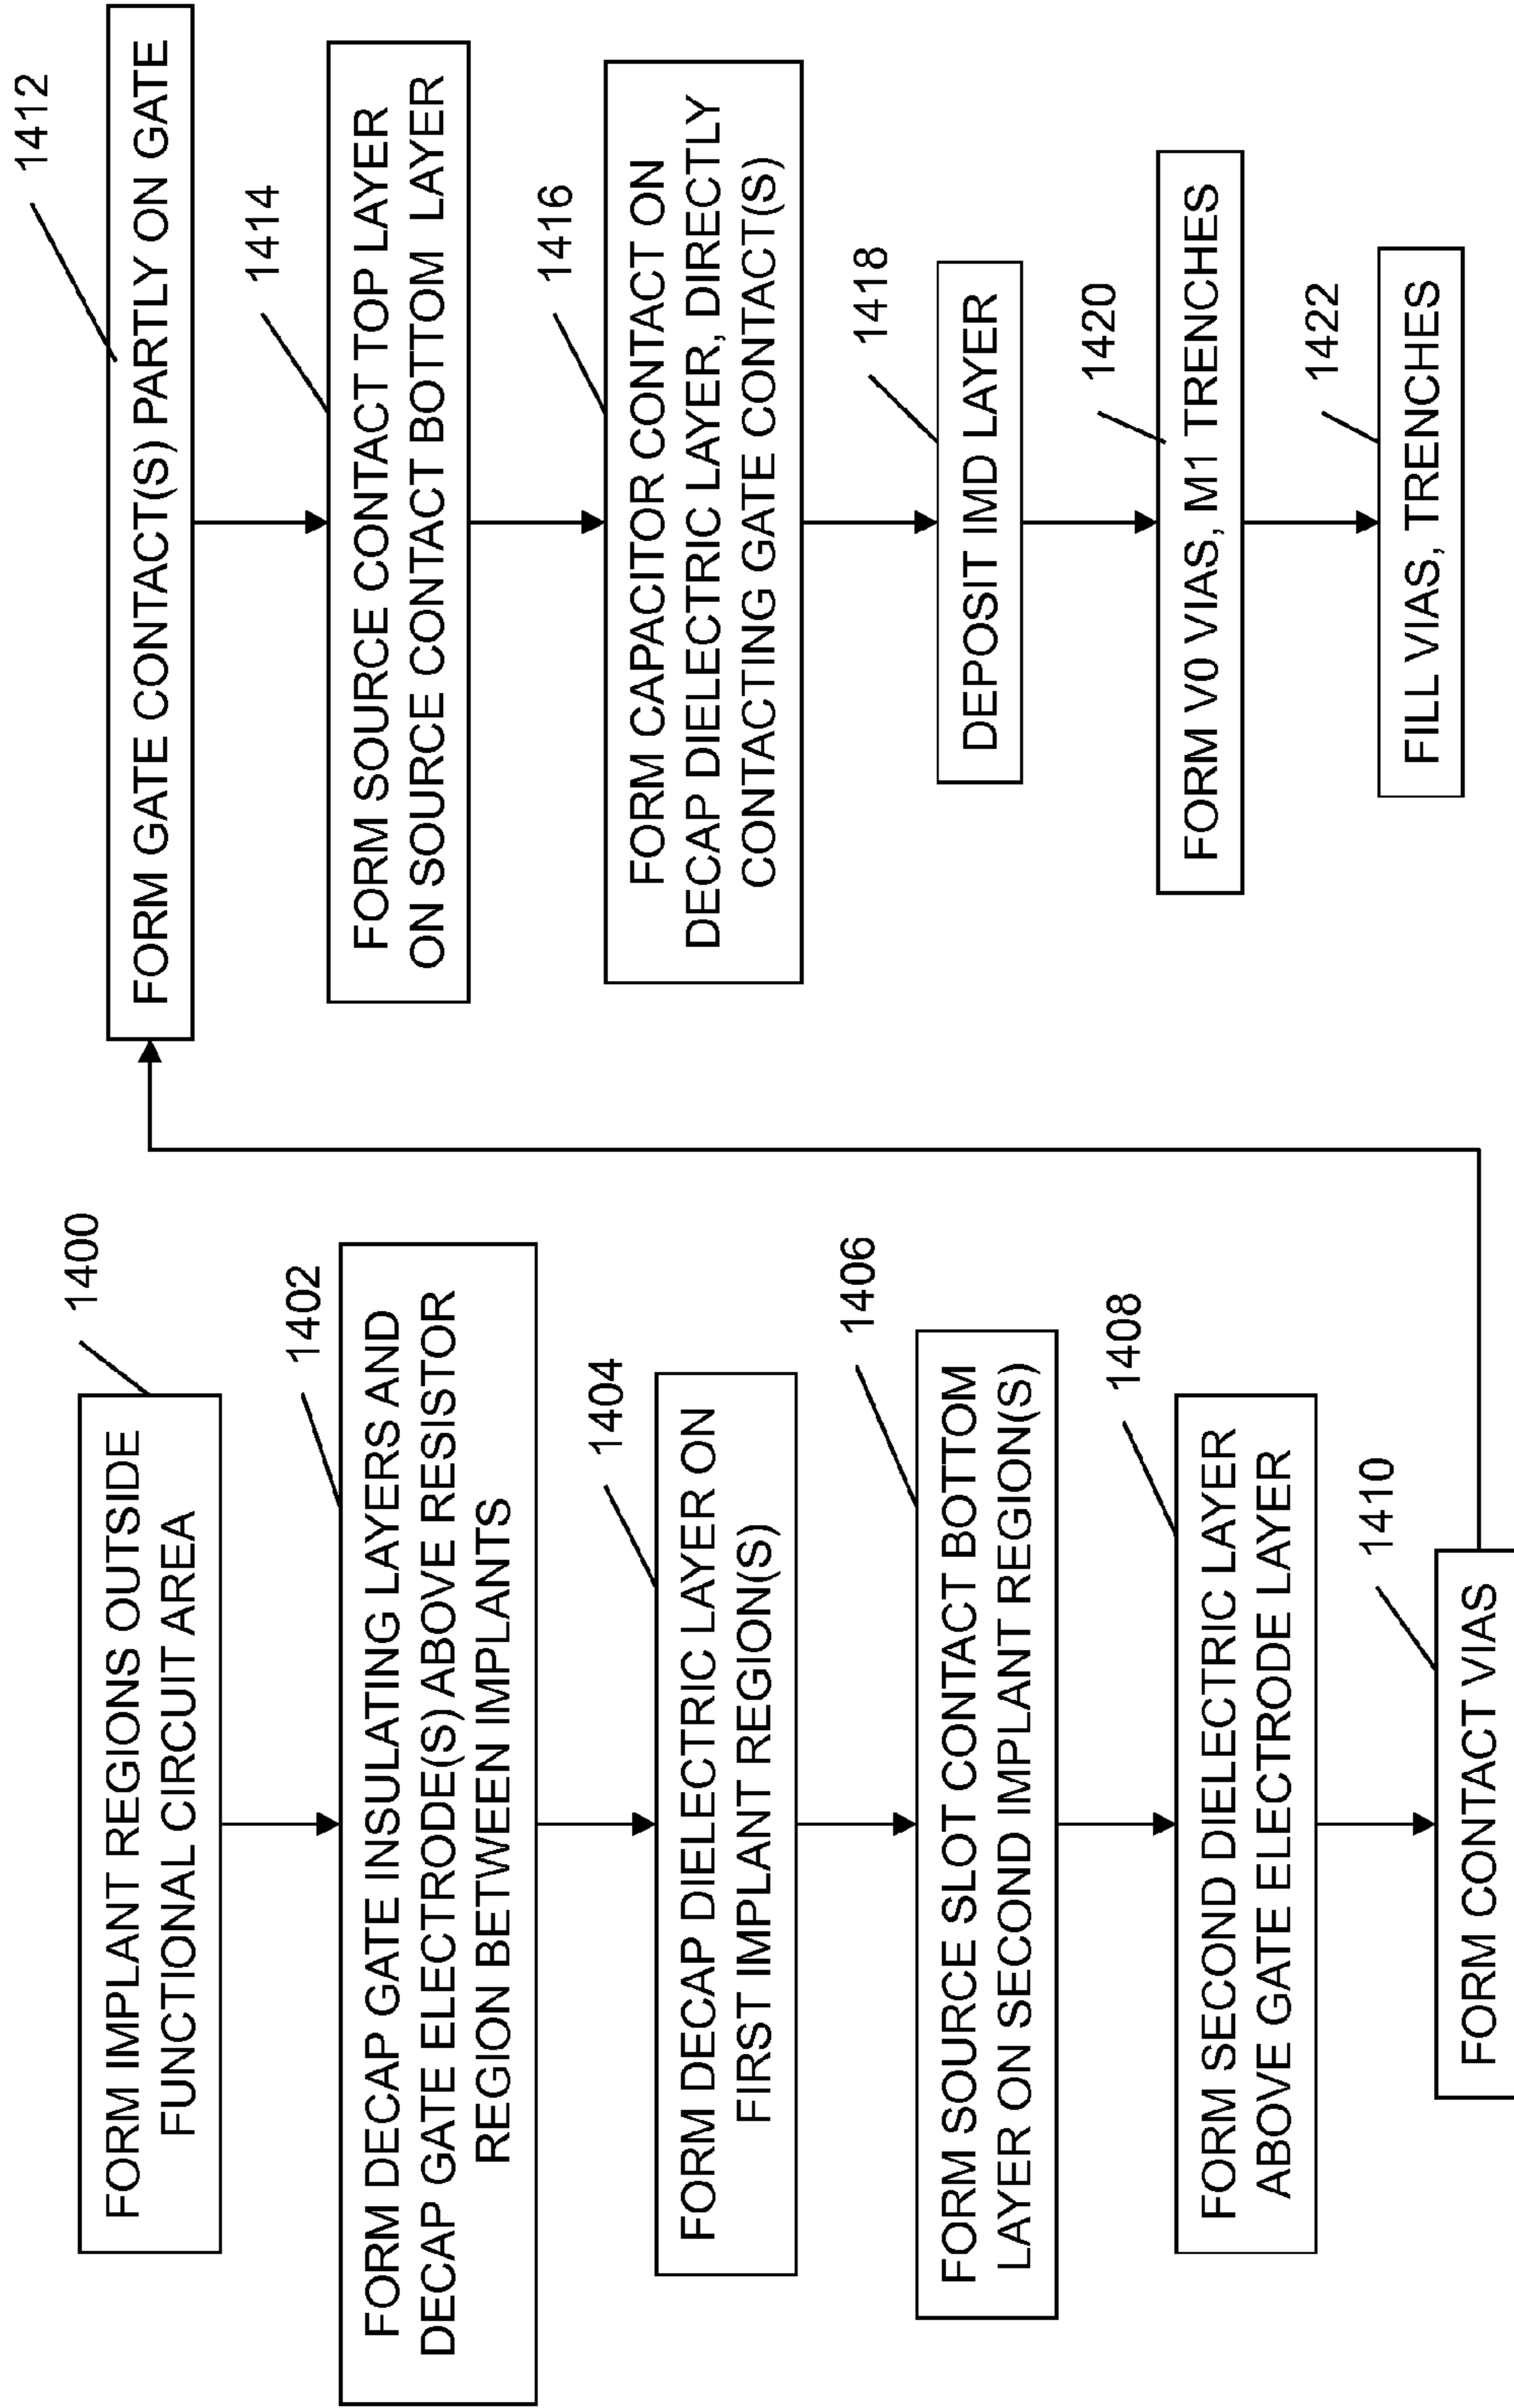 1400
FORM IMPLANT REGIONS OUTSIDE
FUNCTIONAL CIRCUIT AREA
1402
FORM DECAP GATE INSULATING LAYERS AND
DECAP GATE ELECTRODE(S) ABOVE RESISTOR
REGION BETWEEN IMPLANTS
1404
FORM DECAP DIELECTRIC LAYER ON
FIRST IMPLANT REGION(S)
1406
FORM SOURCE SLOT CONTACT BOTTOM
LAYER ON SECOND IMPLANT REGION(S)
1408
FORM SECOND DIELECTRIC LAYER
ABOVE GATE ELECTRODE LAYER
1410
FORM CONTACT VIAS
1412
FORM GATE CONTACT(S) PARTLY ON GATE
1414
FORM SOURCE CONTACT TOP LAYER
ON SOURCE CONTACT BOTTOM LAYER
1416
FORM CAPACITOR CONTACT ON
DECAP DIELECTRIC LAYER, DIRECTLY
CONTACTING GATE CONTACT(S)
1418
DEPOSIT IMD LAYER
1420
FORM V0 VIAS, M1 TRENCHES
1422
FILL VIAS, TRENCHES